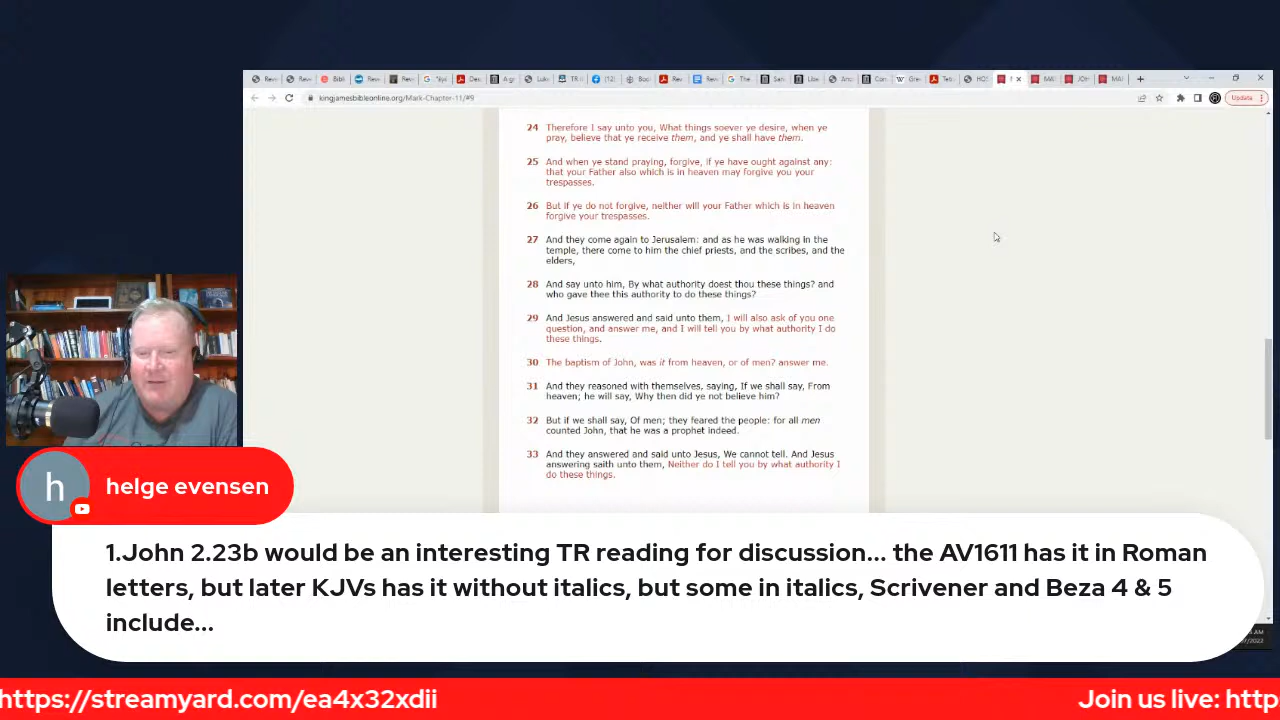 Update
kingjamesbibleonline.org/Mark-Chapter-11/#9
24 Therefore I say unto you, What things soever ye desire, when ye
pray, believe that ye receive them, and ye shall have them.
25 And when ye stand praying, forgive, if ye have ought against any:
that your Father also which is in heaven may forgive you your
trespasses.
26 But if ye do not forgive, neither will your Father which is in heaven
forgive your trespasses.
27 And they come again to Jerusalem: and as he was walking in the
temple, there come to him the chief priests, and the scribes, and the
elders,
28 And say unto him, By what authority doest thou these things? and
who gave thee this authority to do these things?
29 And Jesus answered and said unto them, I will also ask of you one
question, and answer me, and I will tell you by what authority I do
these things.
30 The baptism of John, was it from heaven, or of men? answer me.
31 And they reasoned with themselves, saying, If we shall say, From
heaven; he will say, Why then did ye not believe him?
32 But if we shall say, Of men; they feared the people: for all men
counted John, that he was a prophet indeed.
33 And they answered and said unto Jesus, We cannot tell. And Jesus
answering saith unto them, Neither do I tell you by what authority I
do these things.
h
helge evensen
1.John 2.23b would be an interesting TR reading for discussion... the AV1611 has it in Roman
letters, but later KJVs has it without italics, but some in italics, Scrivener and Beza 4 & 5
include...
https://streamyard.com/ea4x32xdii
Join us live: http